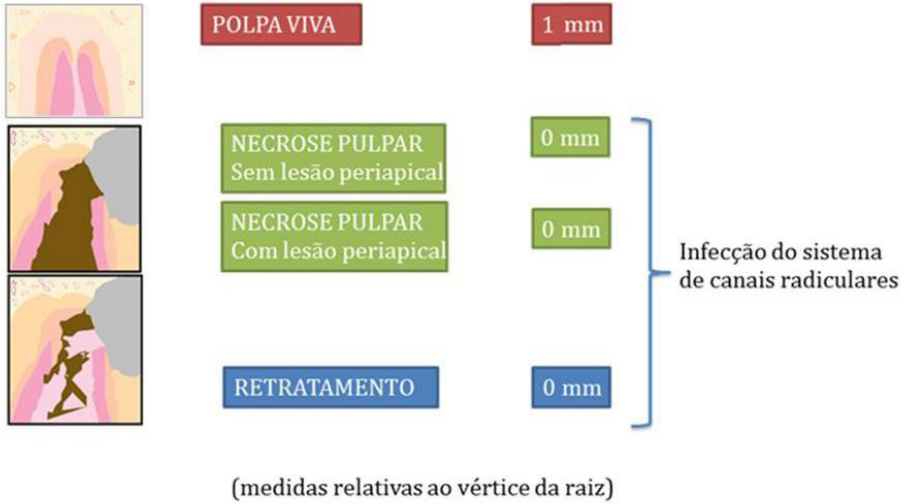 POLPA VIVA
1 mm
NECROSE PULPAR
Sem lesão periapical
0 mm
NECROSE PULPAR
Com lesão periapical
0 mm
Infecção do sistema
de canais radiculares
RETRATAMENTO
0 mm
(medidas relativas ao vértice da raiz)